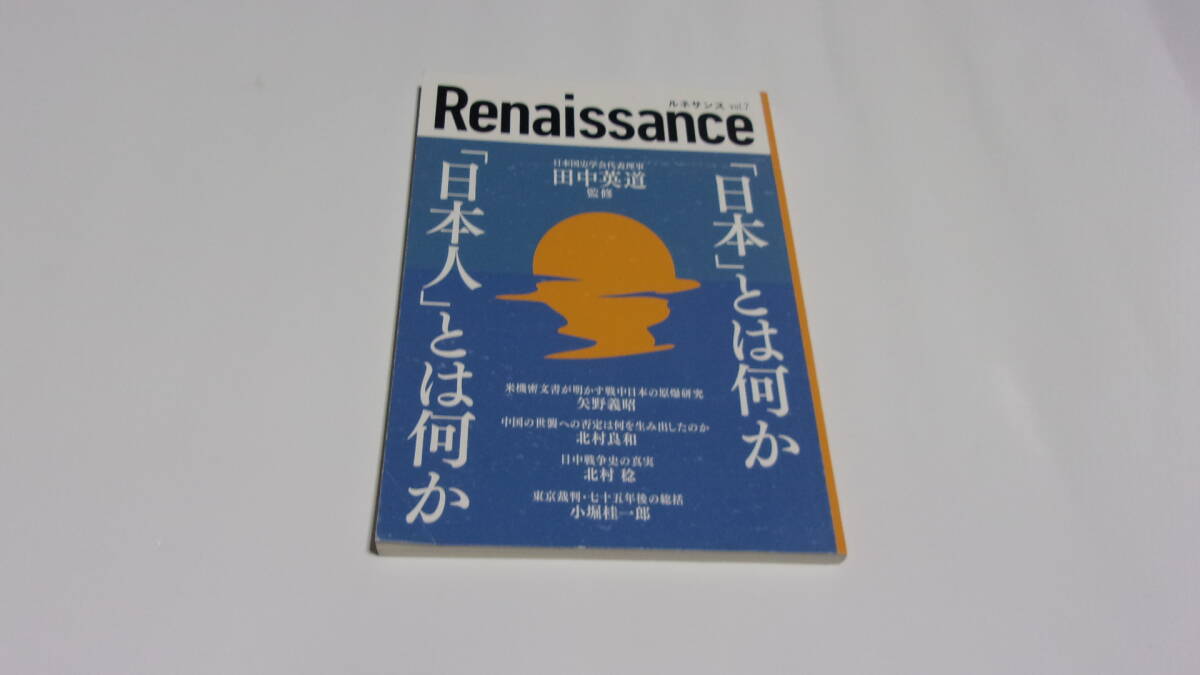 ルネサンス vol.7
Renaissance
「日本」とは何か
「日本人」とは何か
日本国史学会代表理事
田中英道
監修
米機密文書が明かす戦中日本の原爆研究
矢野義昭
中国の世襲への否定は何を生み出したのか
北村良和
日中戦争史の真実
北村 稔
東京裁判・七十五年後の総括
小堀桂一郎